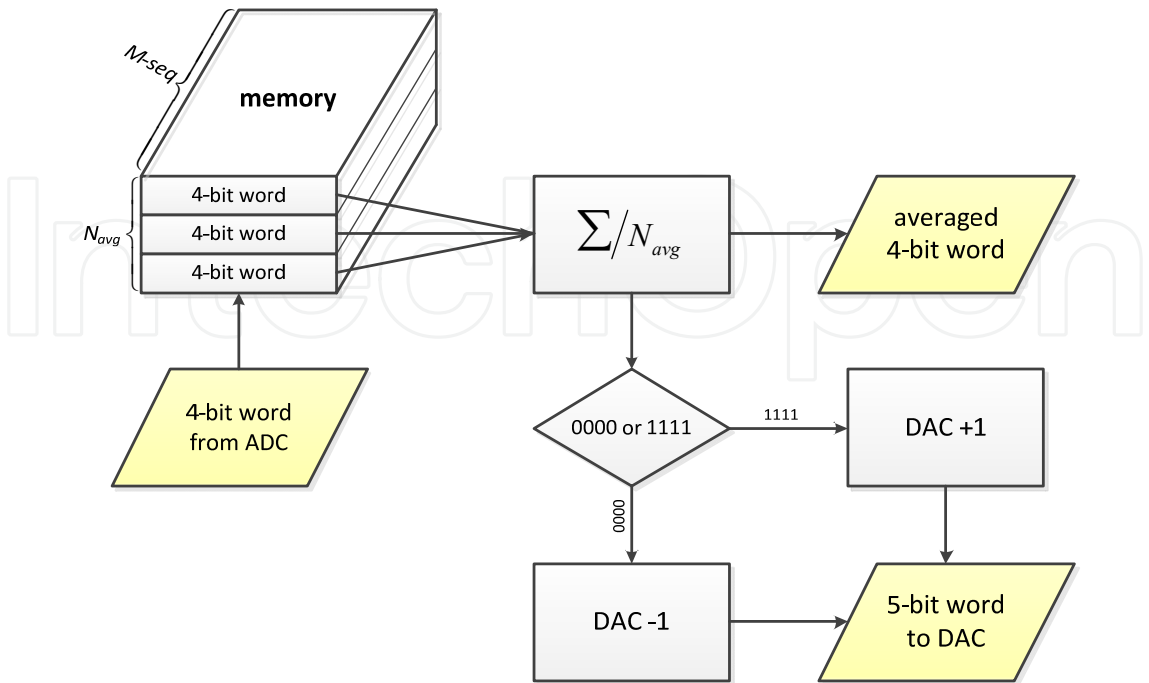 M-seq
memory
4-bit word
4-bit word
4-bit word
N_avg
∑/N_avg
averaged
4-bit word
4-bit word
from ADC
0000 or 1111
1111
DAC +1
0000
DAC -1
5-bit word
to DAC
IntechOpen